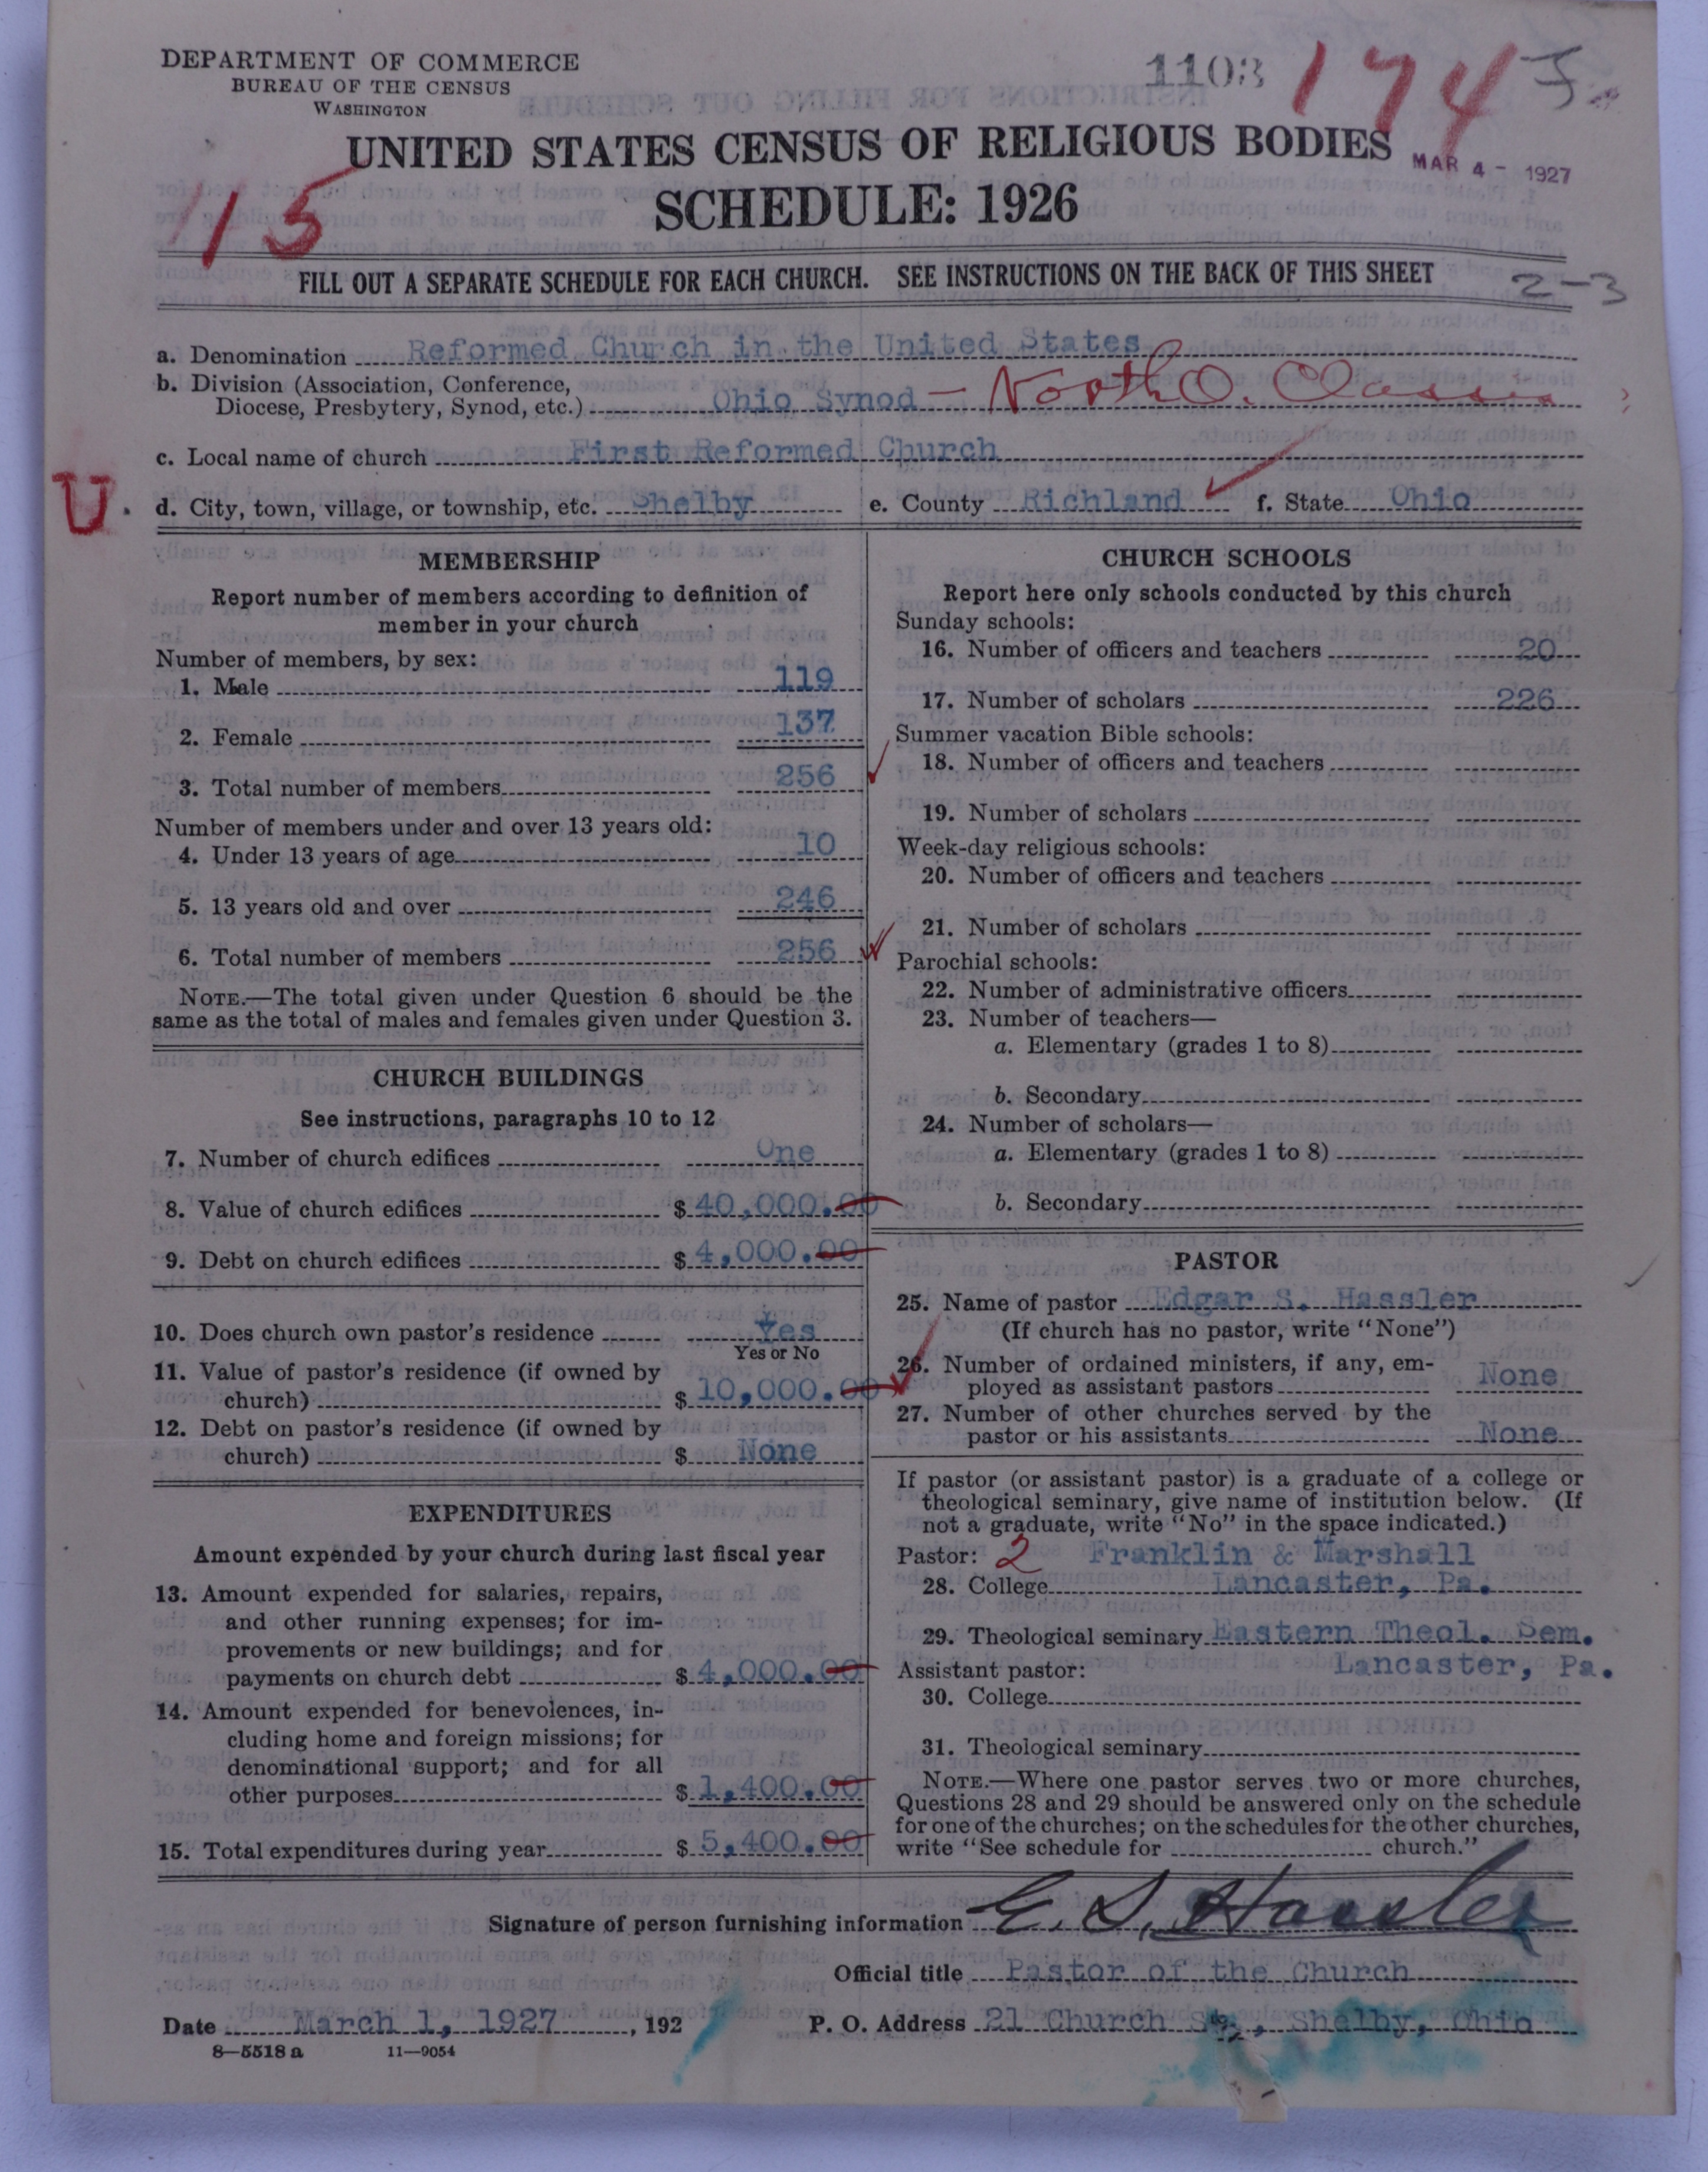 DEPARTMENT OF COMMERCE
BUREAU OF THE CENSUS
WASHINGTON
1103
174
MAR 4 - 1927
UNITED STATES CENSUS OF RELIGIOUS BODIES
SCHEDULE: 1926
115
FILL OUT A SEPARATE SCHEDULE FOR EACH CHURCH. SEE INSTRUCTIONS ON THE BACK OF THIS SHEET
2-3
a. Denomination Reformed Church in the United States
b. Division (Association, Conference,
Diocese, Presbytery, Synod, etc.) Ohio Synod — North O. Classis
c. Local name of church First Reformed Church
U. d. City, town, village, or township, etc. Shelby e. County Richland f. State Ohio
MEMBERSHIP
Report number of members according to definition of
member in your church
Number of members, by sex:
1. Male 119
2. Female 137
3. Total number of members 256
Number of members under and over 13 years old:
4. Under 13 years of age 10
5. 13 years old and over 246
6. Total number of members 256
NOTE.—The total given under Question 6 should be the
same as the total of males and females given under Question 3.
CHURCH BUILDINGS
See instructions, paragraphs 10 to 12
7. Number of church edifices One
8. Value of church edifices $ 40,000.00
9. Debt on church edifices $ 4,000.00
10. Does church own pastor's residence Yes
Yes or No
11. Value of pastor's residence (if owned by
church) $ 10,000.00
12. Debt on pastor's residence (if owned by
church) $ None
EXPENDITURES
Amount expended by your church during last fiscal year
13. Amount expended for salaries, repairs,
and other running expenses; for im-
provements or new buildings; and for
payments on church debt $ 4,000.00
14. Amount expended for benevolences, in-
cluding home and foreign missions; for
denominational support; and for all
other purposes $ 1,400.00
15. Total expenditures during year $ 5,400.00
CHURCH SCHOOLS
Report here only schools conducted by this church
Sunday schools:
16. Number of officers and teachers 20
17. Number of scholars 226
Summer vacation Bible schools:
18. Number of officers and teachers
19. Number of scholars
Week-day religious schools:
20. Number of officers and teachers
21. Number of scholars
Parochial schools:
22. Number of administrative officers
23. Number of teachers—
a. Elementary (grades 1 to 8)
b. Secondary
24. Number of scholars—
a. Elementary (grades 1 to 8)
b. Secondary
PASTOR
25. Name of pastor Edgar S. Hassler
(If church has no pastor, write "None")
26. Number of ordained ministers, if any, em-
ployed as assistant pastors None
27. Number of other churches served by the
pastor or his assistants None
If pastor (or assistant pastor) is a graduate of a college or
theological seminary, give name of institution below. (If
not a graduate, write "No" in the space indicated.)
Pastor: 2 Franklin & Marshall
28. College Lancaster, Pa.
29. Theological seminary Eastern Theol. Sem.
Assistant pastor: Lancaster, Pa.
30. College
31. Theological seminary
NOTE.—Where one pastor serves two or more churches,
Questions 28 and 29 should be answered only on the schedule
for one of the churches; on the schedules for the other churches,
write "See schedule for church."
Signature of person furnishing information E. S. Hassler
Official title Pastor of the Church
Date March 1, 1927, 192 P. O. Address 21 Church St., Shelby, Ohio
8—5518 a 11—9054